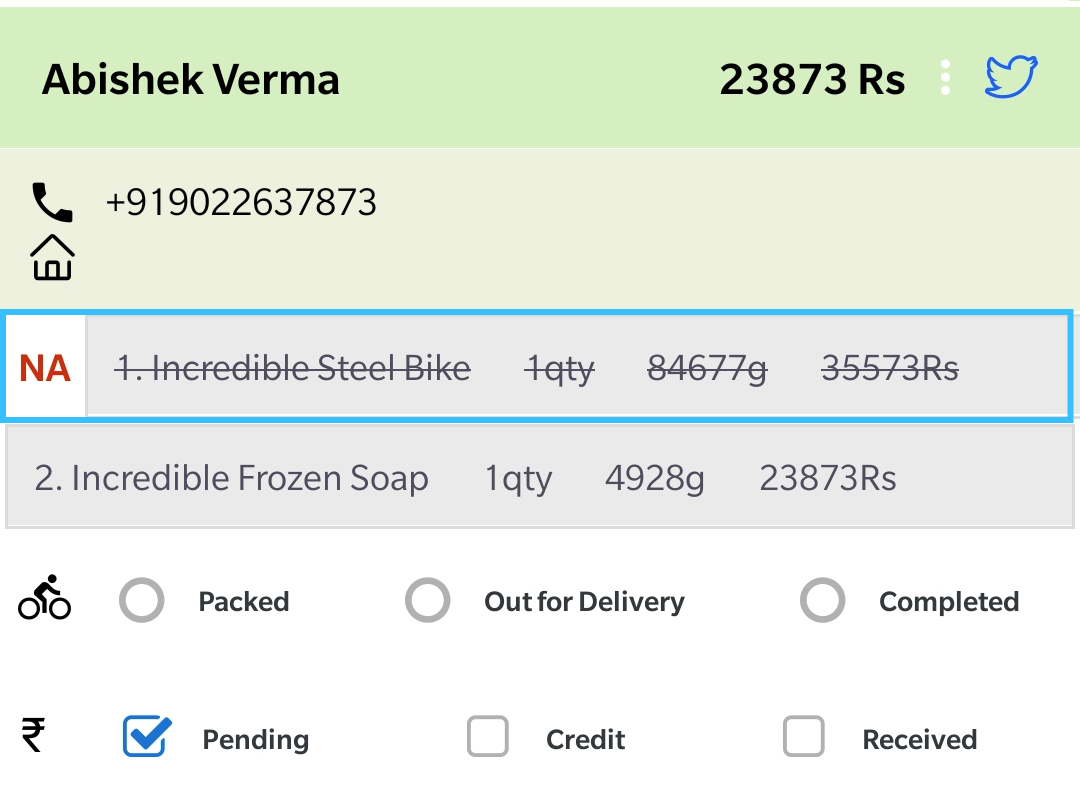 Abishek Verma 23873 Rs
+919022637873
NA 1. Incredible Steel Bike 1qty 84677g 35573Rs
2. Incredible Frozen Soap 1qty 4928g 23873Rs
Packed Out for Delivery Completed
₹ Pending Credit Received